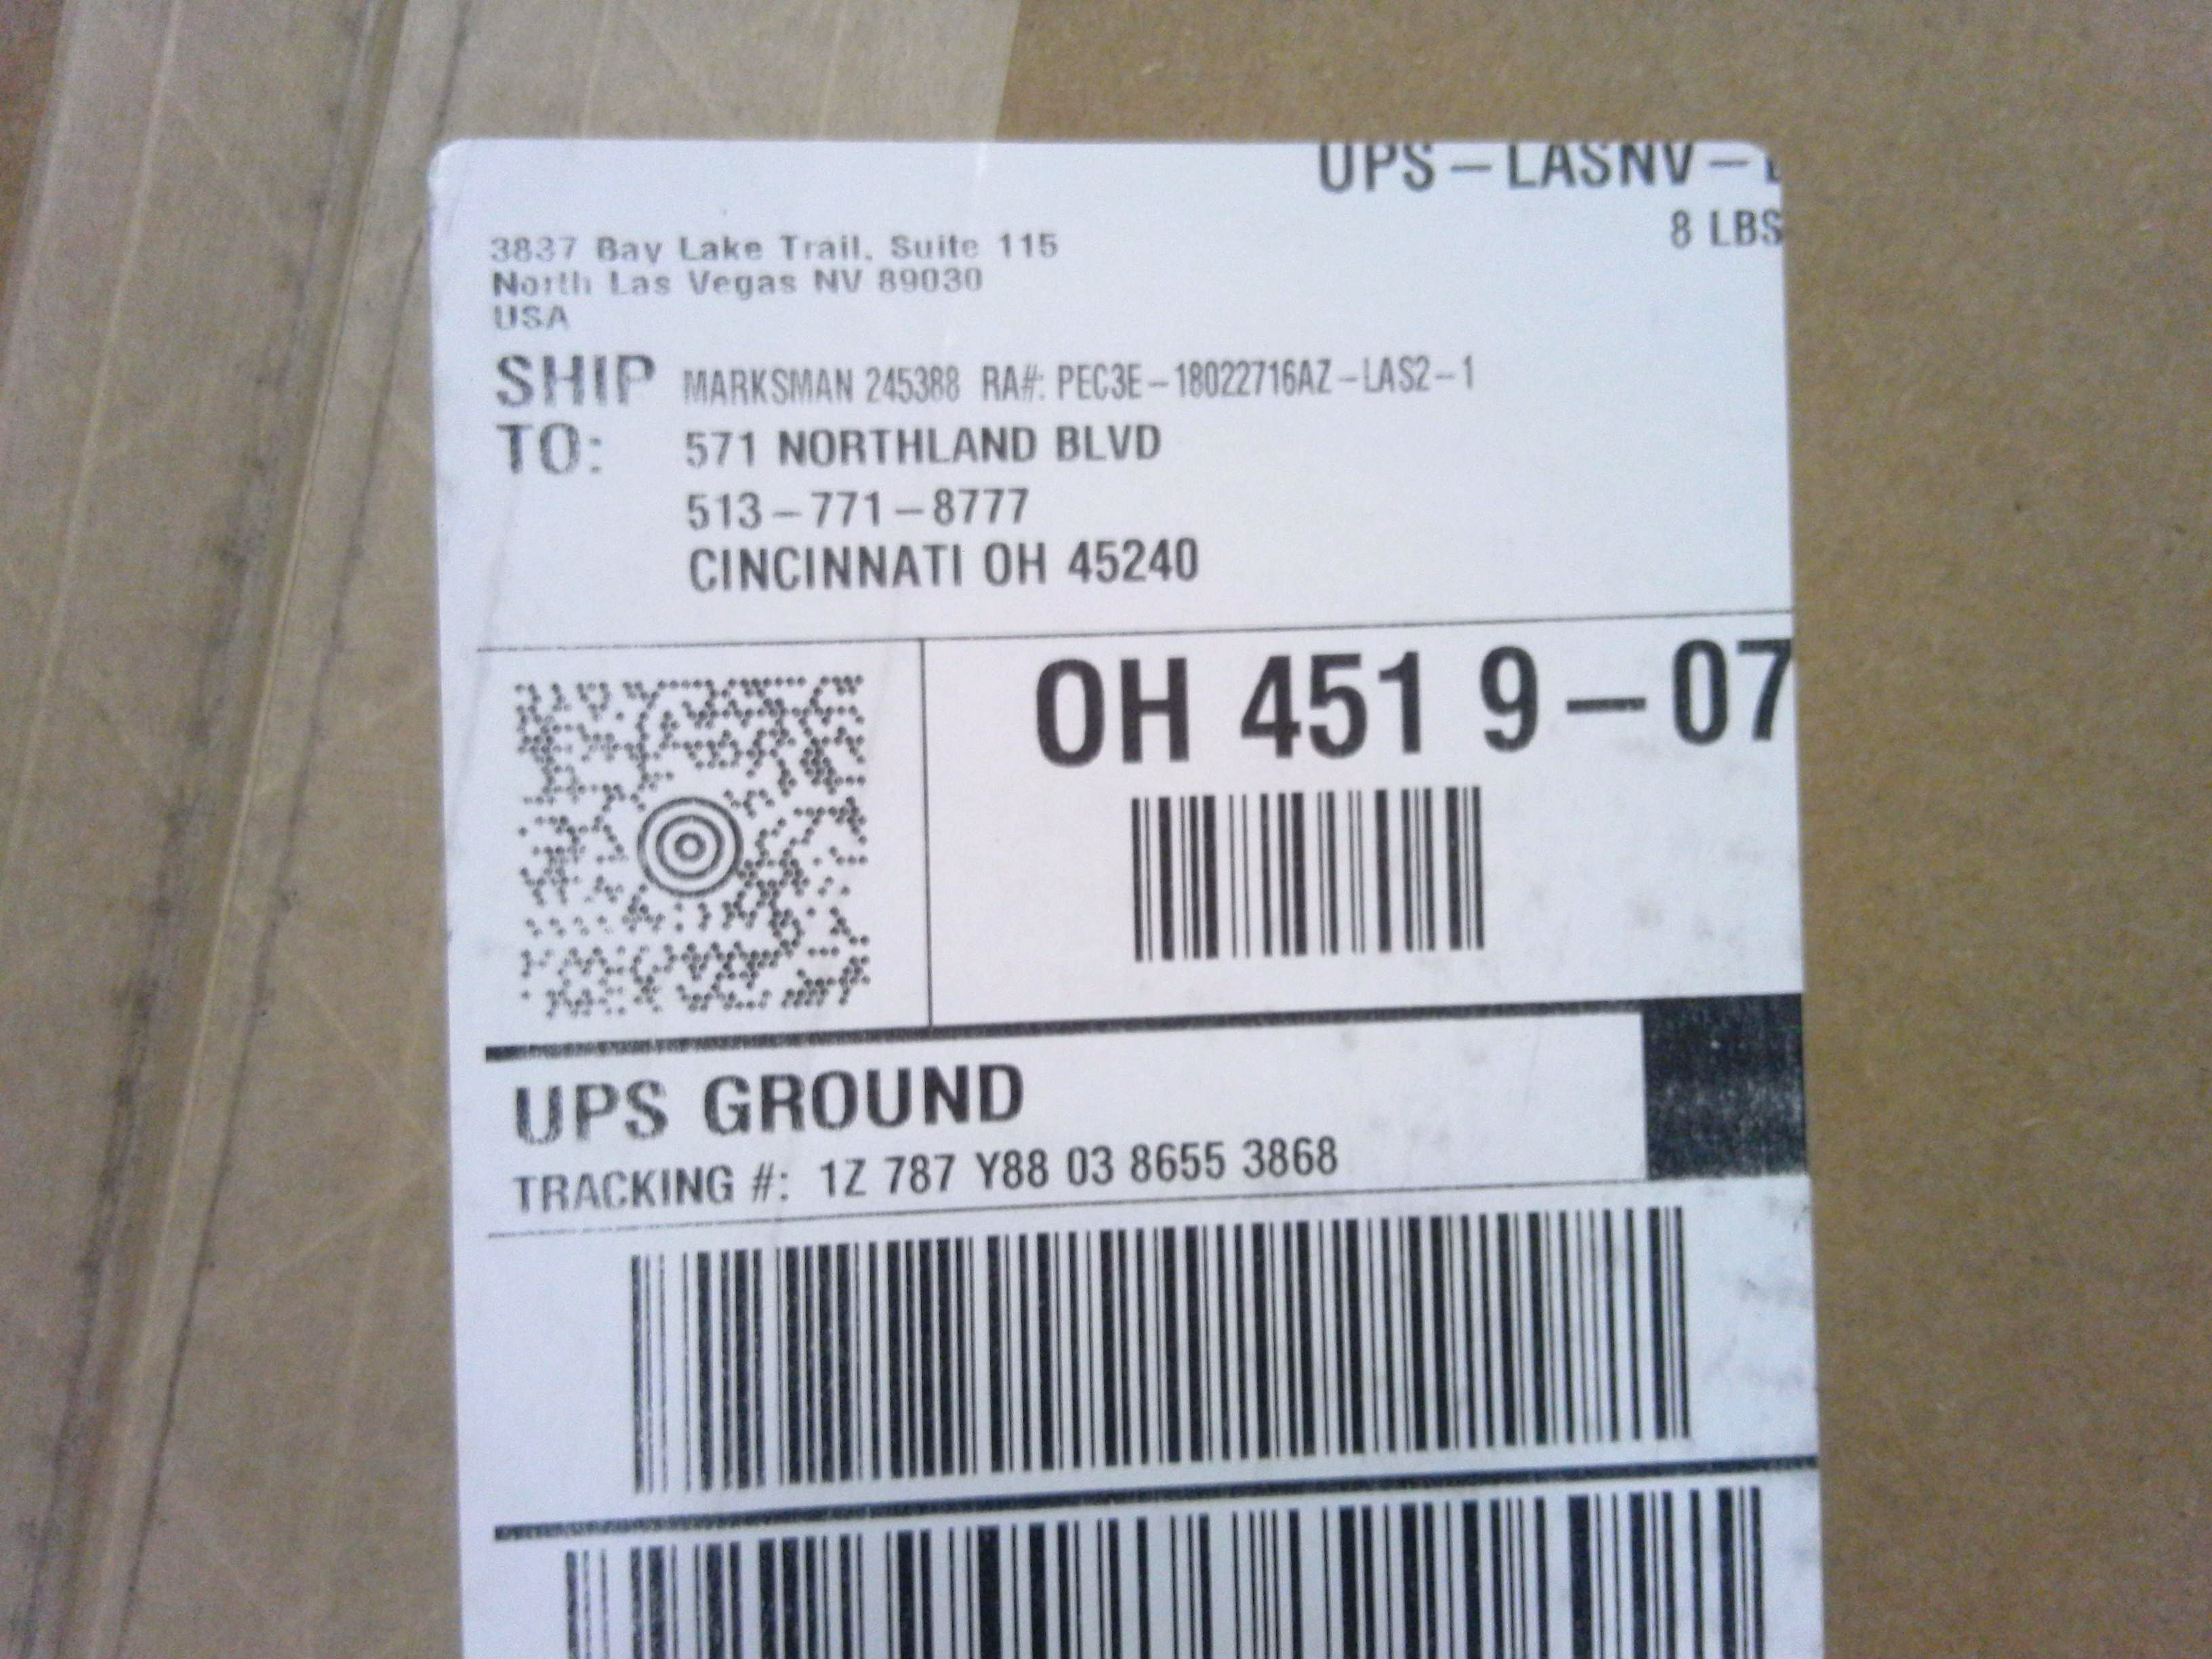 UPS – LASNV –
8 LBS
3837 Bay Lake Trail, Suite 115
North Las Vegas NV 89030
USA
SHIP TO:
MARKSMAN 245388 RA#: PEC3E–18022716AZ–LAS2–1
571 NORTHLAND BLVD
513–771–8777
CINCINNATI OH 45240
OH 451 9–07
UPS GROUND
TRACKING #: 1Z 787 Y88 03 8655 3868